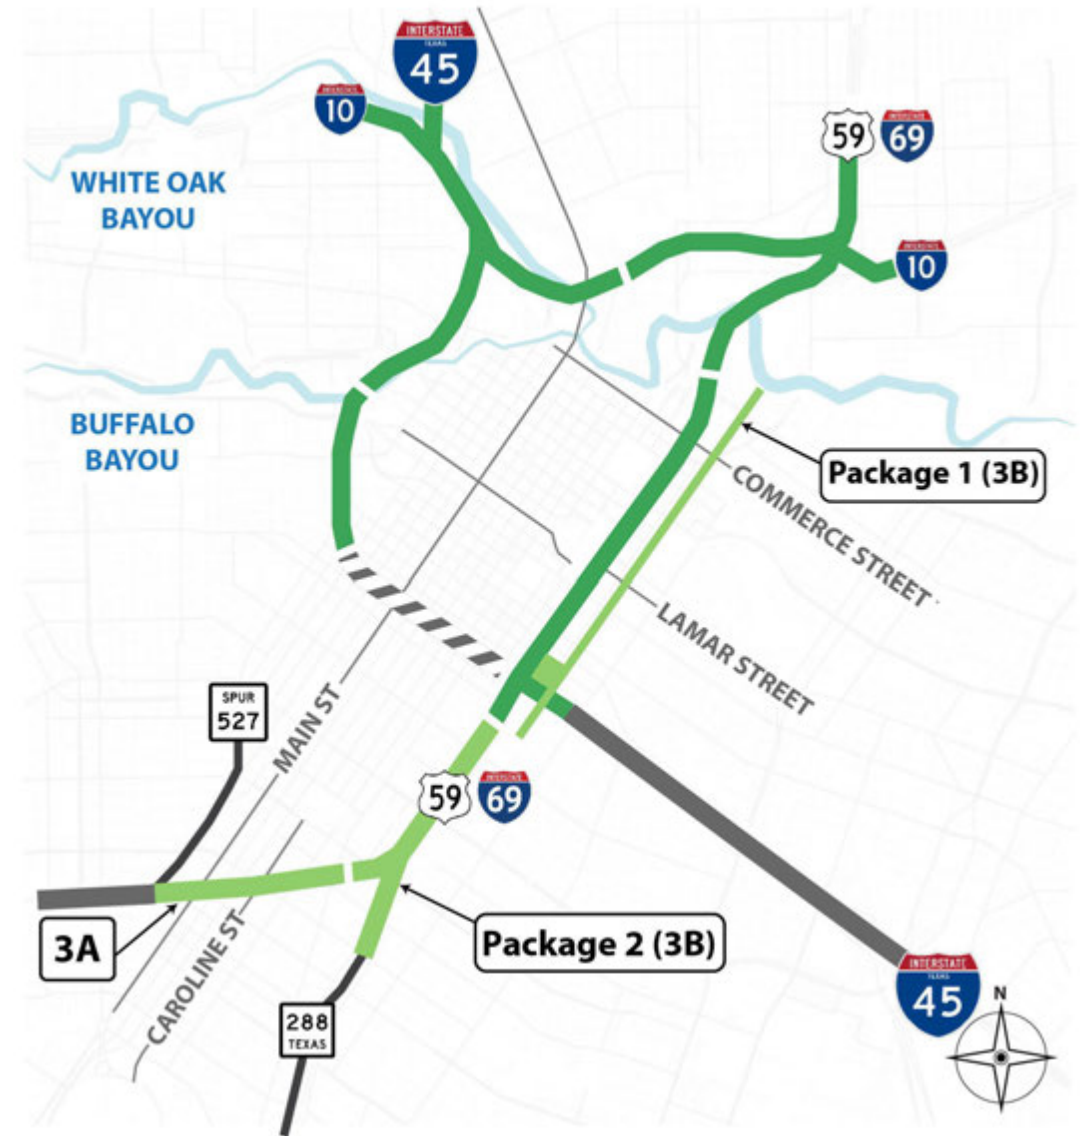 INTERSTATE
TEXAS
45
INTERSTATE
10
59
INTERSTATE
69
WHITE OAK
BAYOU
INTERSTATE
10
BUFFALO
BAYOU
Package 1 (3B)
COMMERCE STREET
LAMAR STREET
SPUR
527
MAIN ST
59
INTERSTATE
69
3A
CAROLINE ST
Package 2 (3B)
INTERSTATE
TEXAS
45
N
288
TEXAS